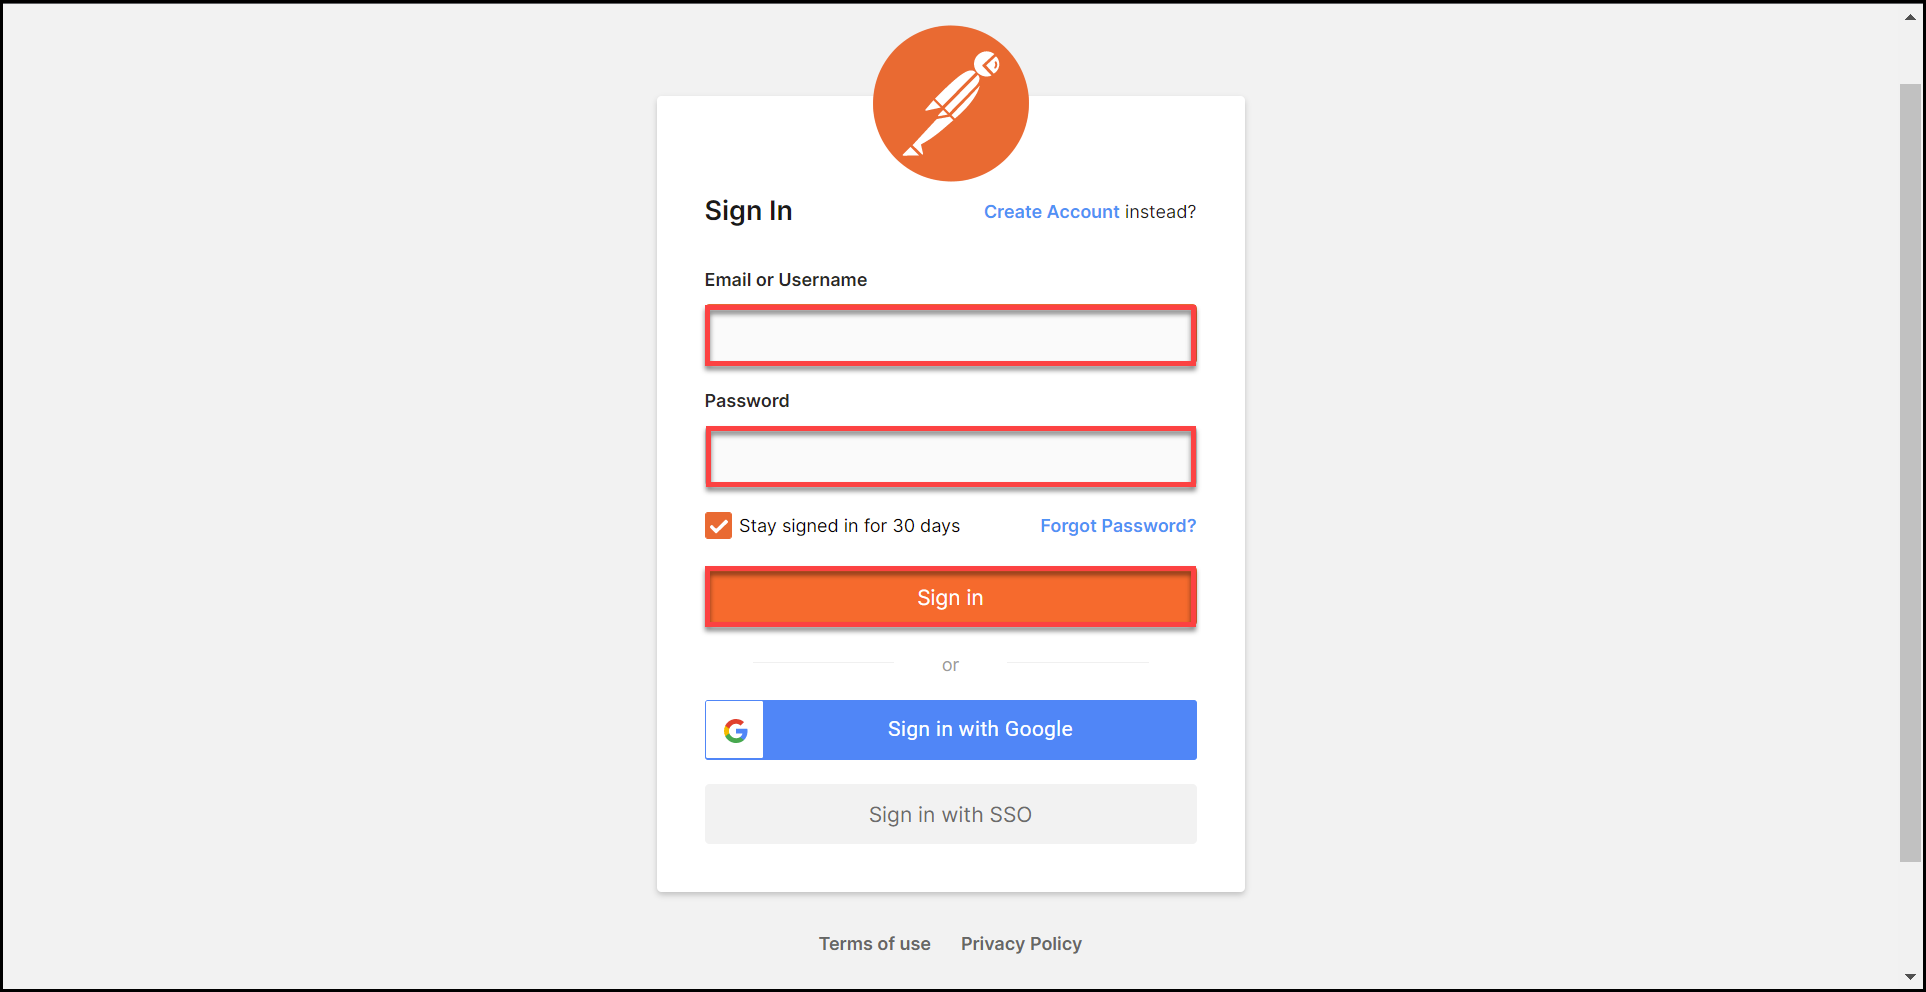 Sign In
Create Account instead?
Email or Username
Password
Stay signed in for 30 days
Forgot Password?
Sign in
or
Sign in with Google
Sign in with SSO
Terms of use
Privacy Policy